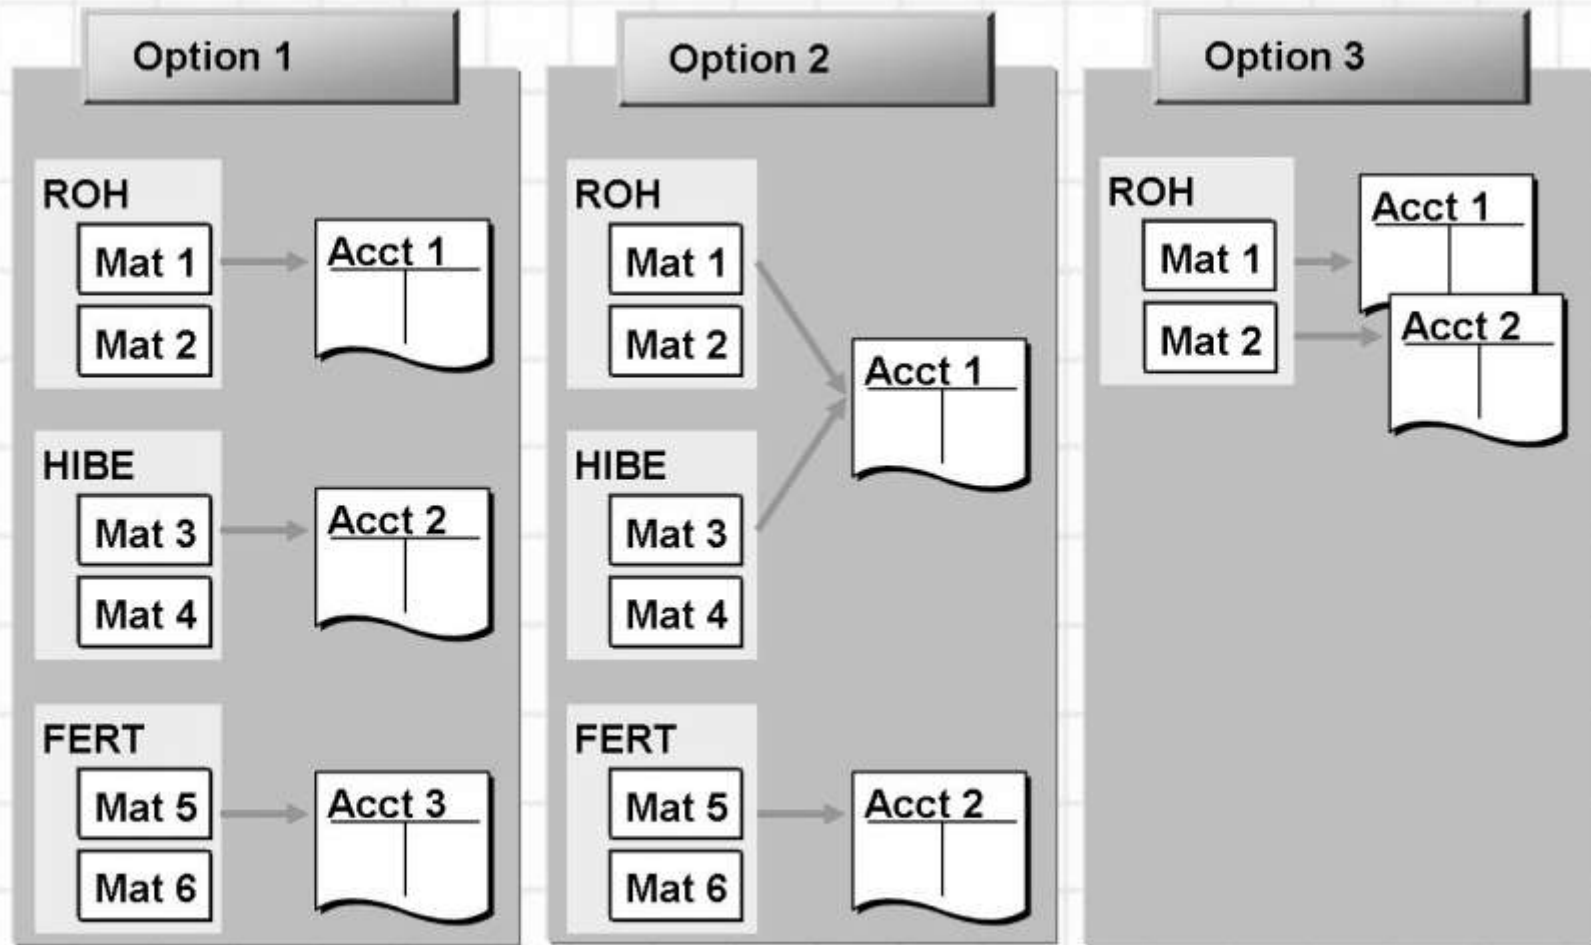 Option 1
ROH
Mat 1
Mat 2
Acct 1
HIBE
Mat 3
Mat 4
Acct 2
FERT
Mat 5
Mat 6
Acct 3
Option 2
ROH
Mat 1
Mat 2
HIBE
Mat 3
Mat 4
Acct 1
FERT
Mat 5
Mat 6
Acct 2
Option 3
ROH
Mat 1
Mat 2
Acct 1
Acct 2